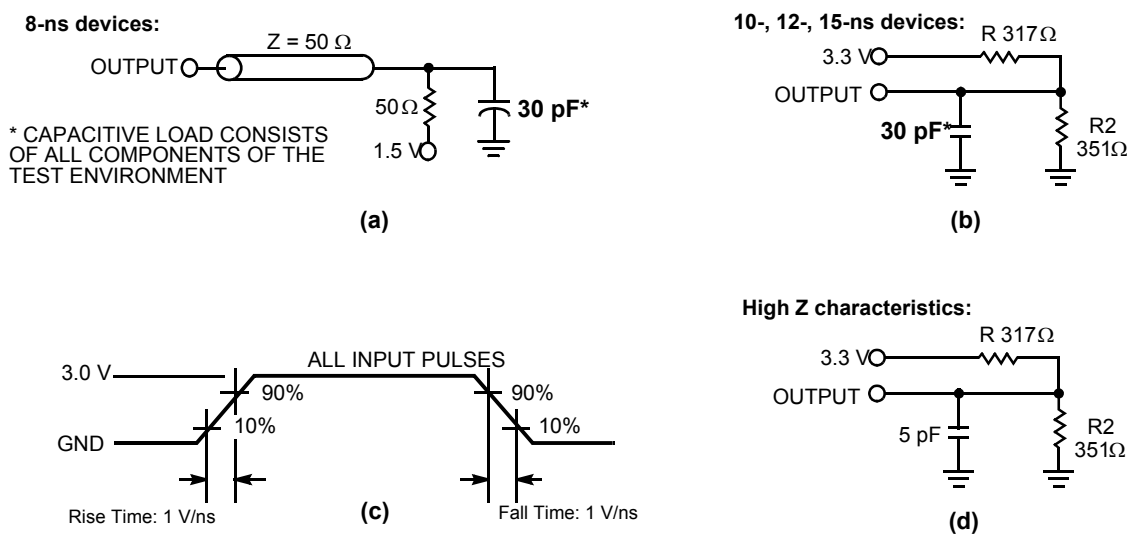 8-ns devices:
Z = 50 Ω
OUTPUT
50Ω
30 pF*
1.5 V
* CAPACITIVE LOAD CONSISTS
OF ALL COMPONENTS OF THE
TEST ENVIRONMENT
(a)
10-, 12-, 15-ns devices:
R 317Ω
3.3 V
OUTPUT
30 pF*
R2
351Ω
(b)
ALL INPUT PULSES
3.0 V
90%
90%
10%
10%
GND
Rise Time: 1 V/ns
(c)
Fall Time: 1 V/ns
High Z characteristics:
R 317Ω
3.3 V
OUTPUT
5 pF
R2
351Ω
(d)